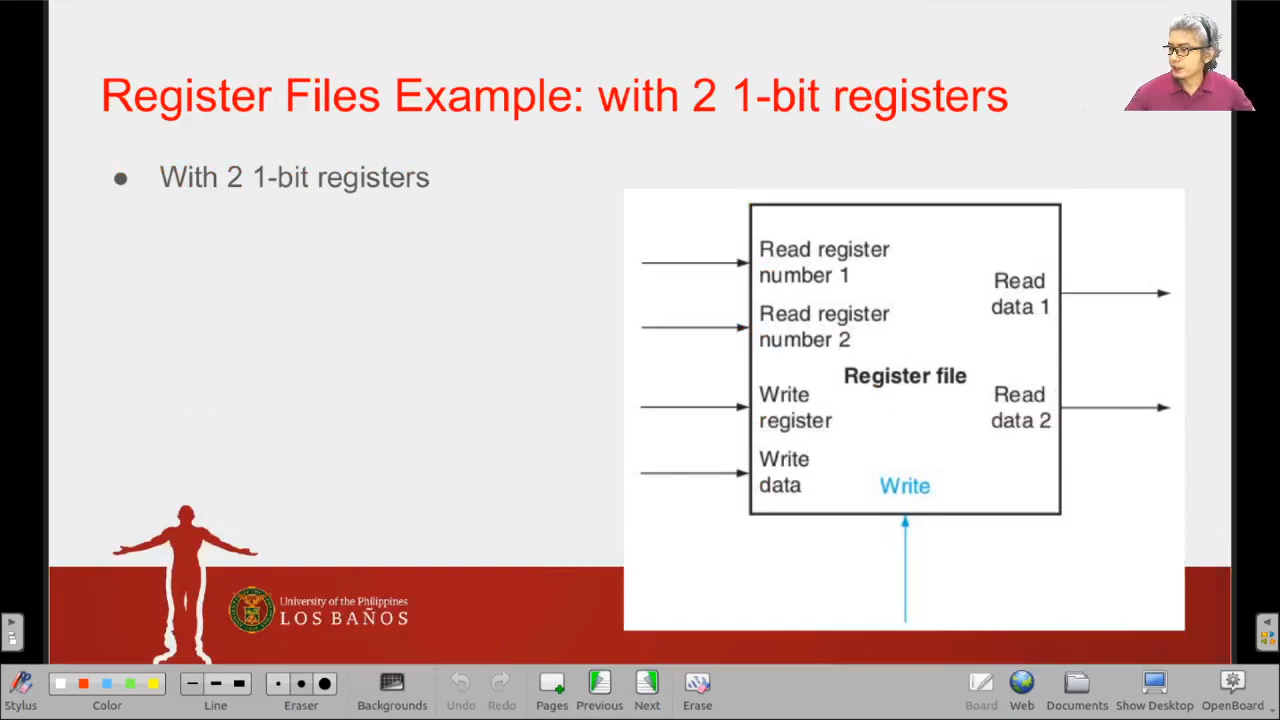 Register Files Example: with 2 1-bit registers
● With 2 1-bit registers
Read register
number 1
Read
data 1
Read register
number 2
Register file
Write
register
Read
data 2
Write
data
Write
University of the Philippines
LOS BAÑOS
Stylus
Color
Line
Eraser
Backgrounds
Undo
Redo
Pages
Previous
Next
Erase
Board
Web
Documents
Show Desktop
OpenBoard